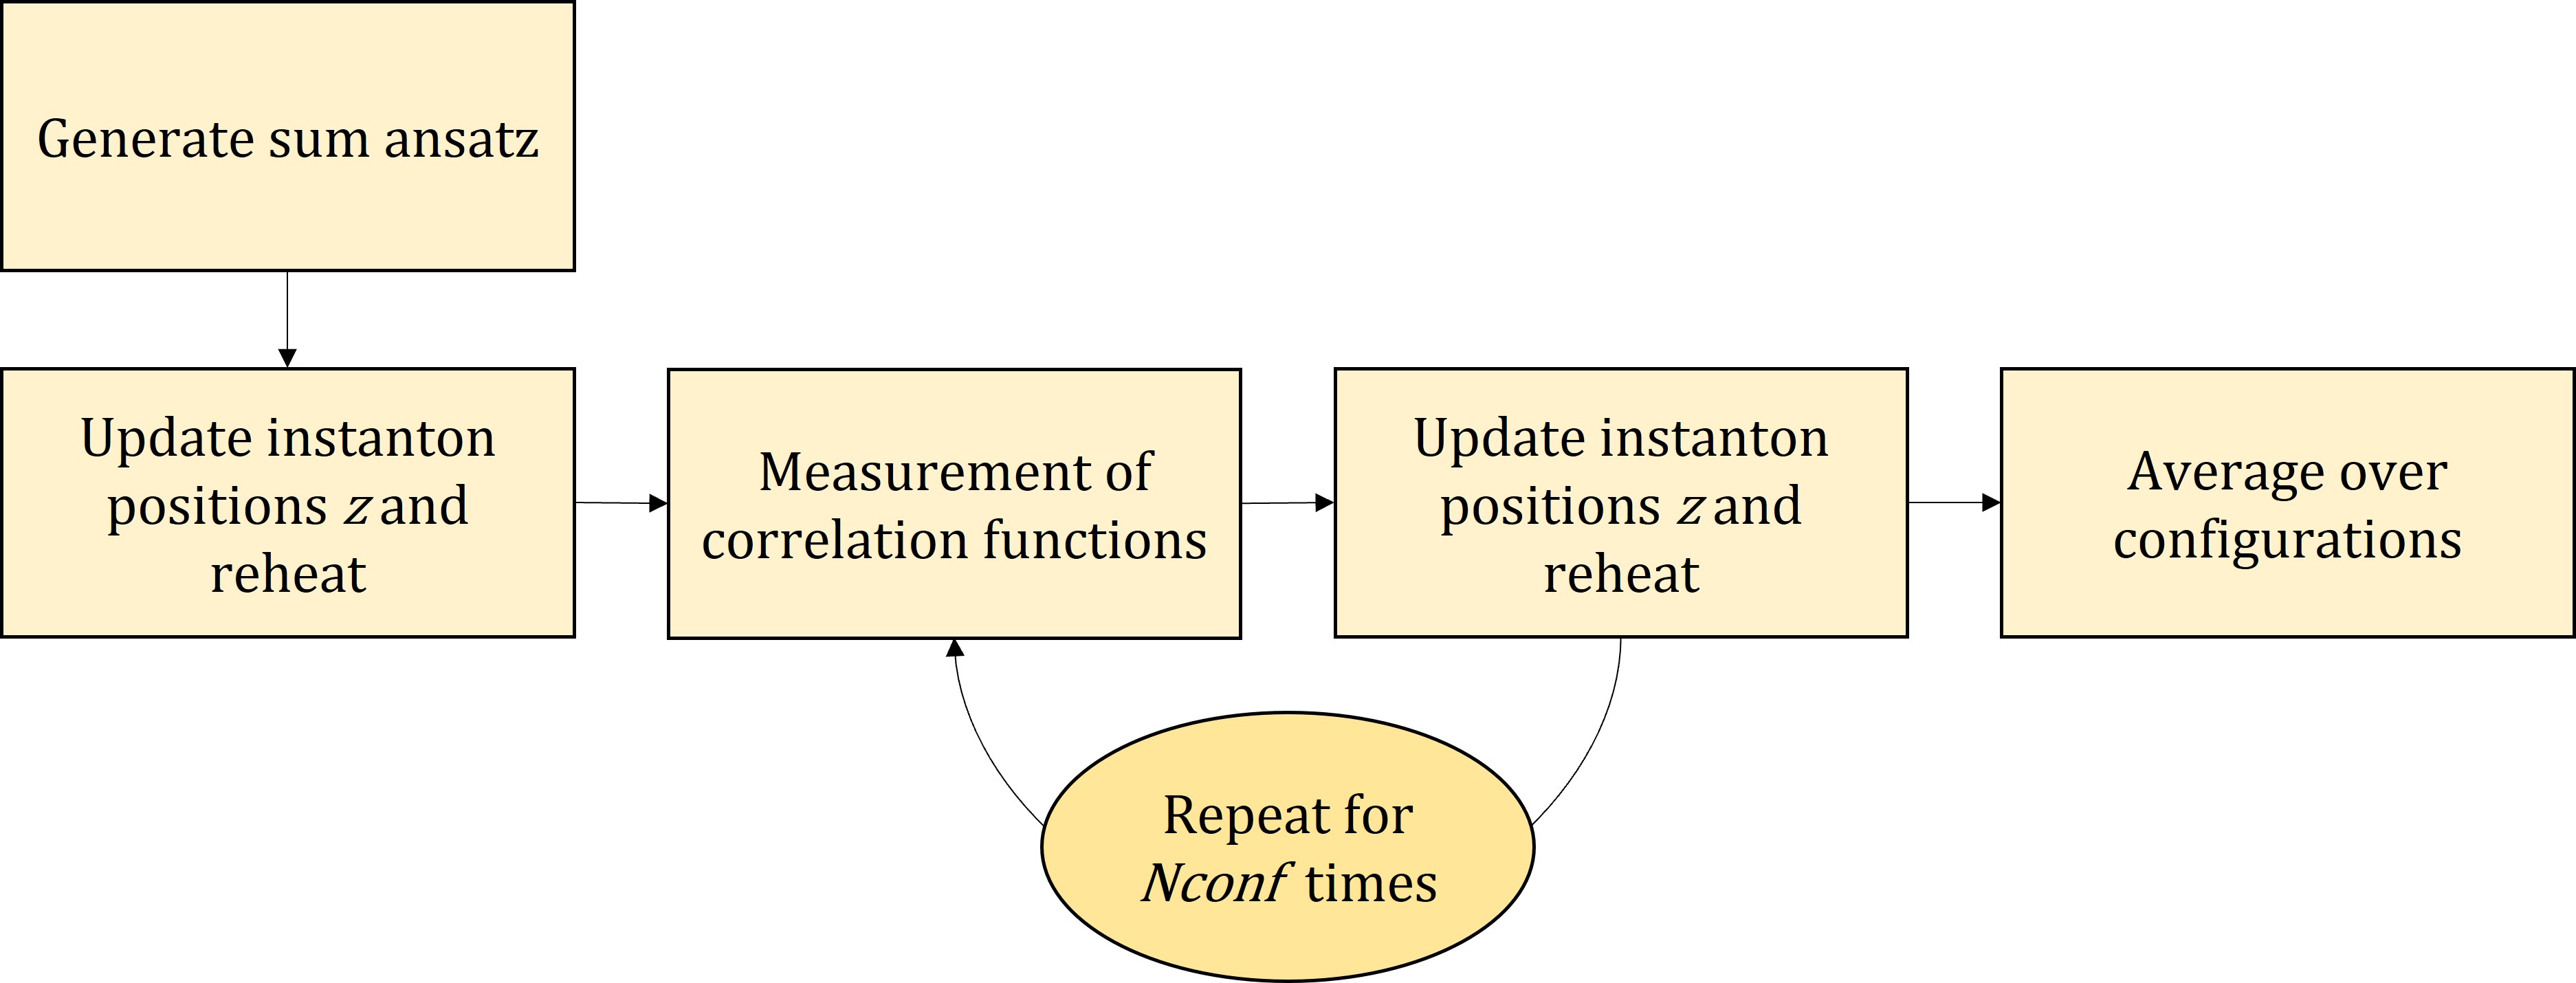 Generate sum ansatz
Update instanton
positions z and
reheat
Measurement of
correlation functions
Update instanton
positions z and
reheat
Average over
configurations
Repeat for
Nconf times